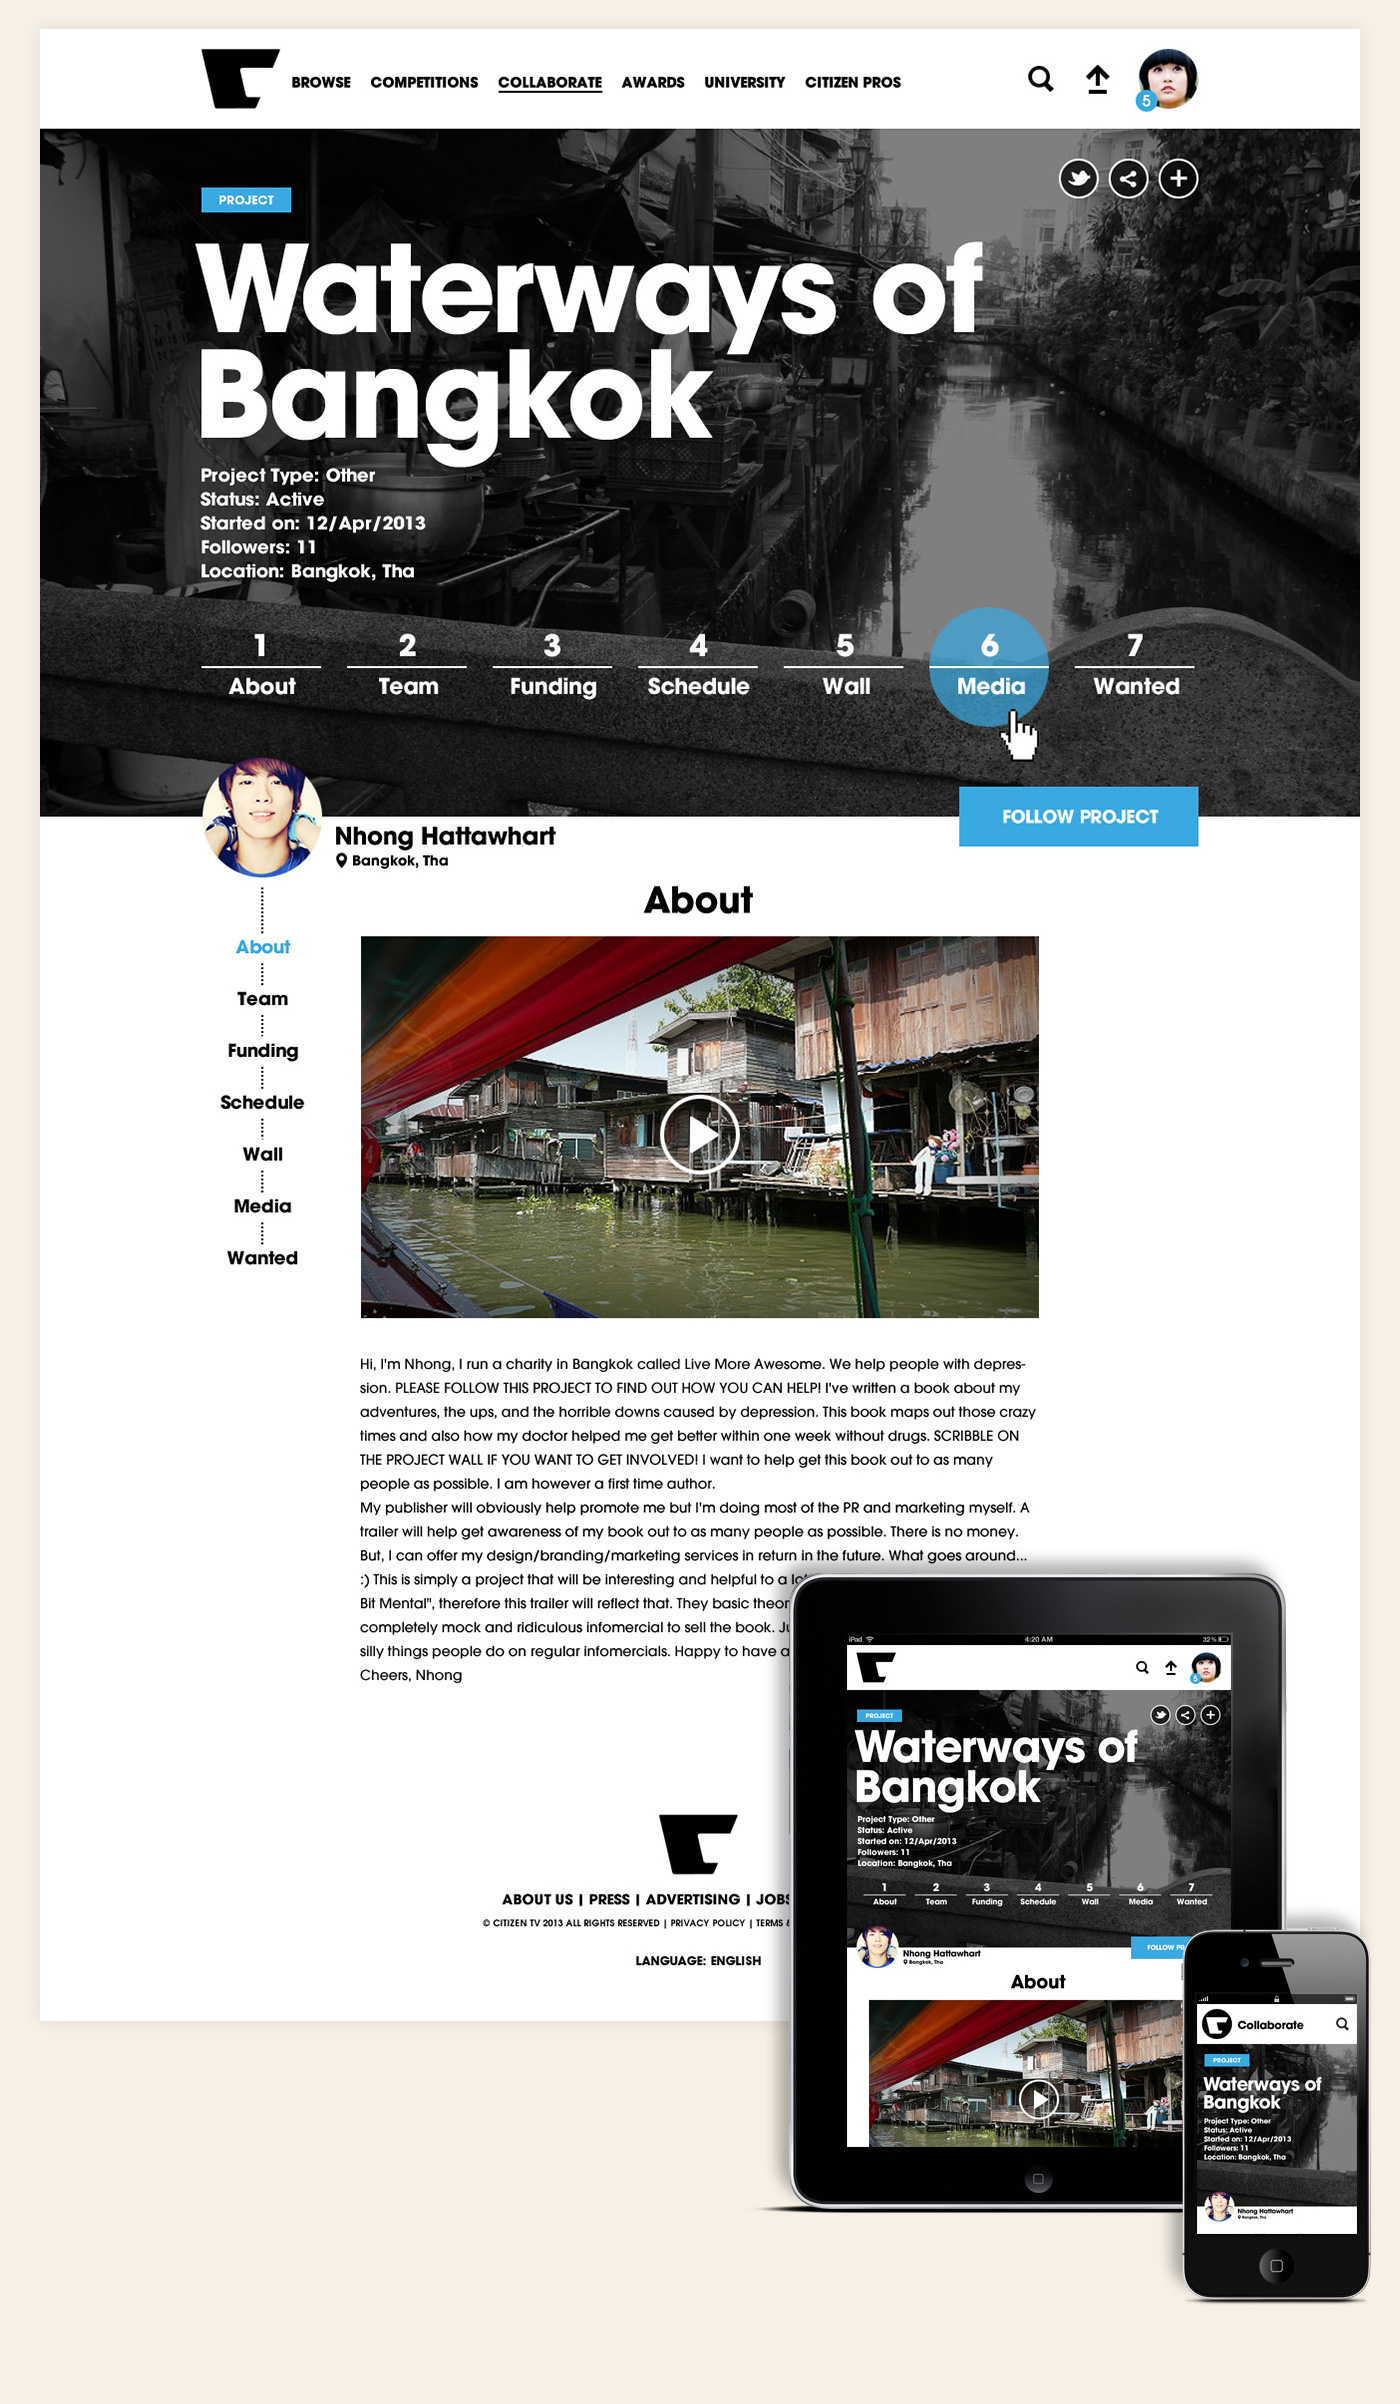 BROWSE COMPETITIONS COLLABORATE AWARDS UNIVERSITY CITIZEN PROS
5
PROJECT
Waterways of
Bangkok
Project Type: Other
Status: Active
Started on: 12/Apr/2013
Followers: 11
Location: Bangkok, Tha
1 2 3 4 5 6 7
About Team Funding Schedule Wall Media Wanted
FOLLOW PROJECT
Nhong Hattawhart
Bangkok, Tha
About
About
Team
Funding
Schedule
Wall
Media
Wanted
4
Hi, I'm Nhong, I run a charity in Bangkok called Live More Awesome. We help people with depres-
sion. PLEASE FOLLOW THIS PROJECT TO FIND OUT HOW YOU CAN HELP! I've written a book about my
adventures, the ups, and the horrible downs caused by depression. This book maps out those crazy
times and also how my doctor helped me get better within one week without drugs. SCRIBBLE ON
THE PROJECT WALL IF YOU WANT TO GET INVOLVED! I want to help get this book out to as many
people as possible. I am however a first time author.
My publisher will obviously help promote me but I'm doing most of the PR and marketing myself. A
trailer will help get awareness of my book out to as many people as possible. There is no money.
But, I can offer my design/branding/marketing services in return in the future. What goes around...
:) This is simply a project that will be interesting and helpful to a lot
Bit Mental", therefore this trailer will reflect that. They basic theor
completely mock and ridiculous infomercial to sell the book. Ju
silly things people do on regular infomercials. Happy to have a
Cheers, Nhong
ABOUT US | PRESS | ADVERTISING | JOBS
© CITIZEN TV 2013 ALL RIGHTS RESERVED | PRIVACY POLICY | TERMS &
LANGUAGE: ENGLISH
iPad 4:20 AM 32%
5
PROJECT
Waterways of
Bangkok
Project Type: Other
Status: Active
Started on: 12/Apr/2013
Followers: 11
Location: Bangkok, Tha
1 2 3 4 5 6 7
About Team Funding Schedule Wall Media Wanted
FOLLOW PR
Nhong Hattawhart
Bangkok, Tha
About
Collaborate
PROJECT
Waterways of
Bangkok
Project Type: Other
Status: Active
Started on: 12/Apr/2013
Followers: 11
Location: Bangkok, Tha
Nhong Hattawhart
Bangkok, Tha